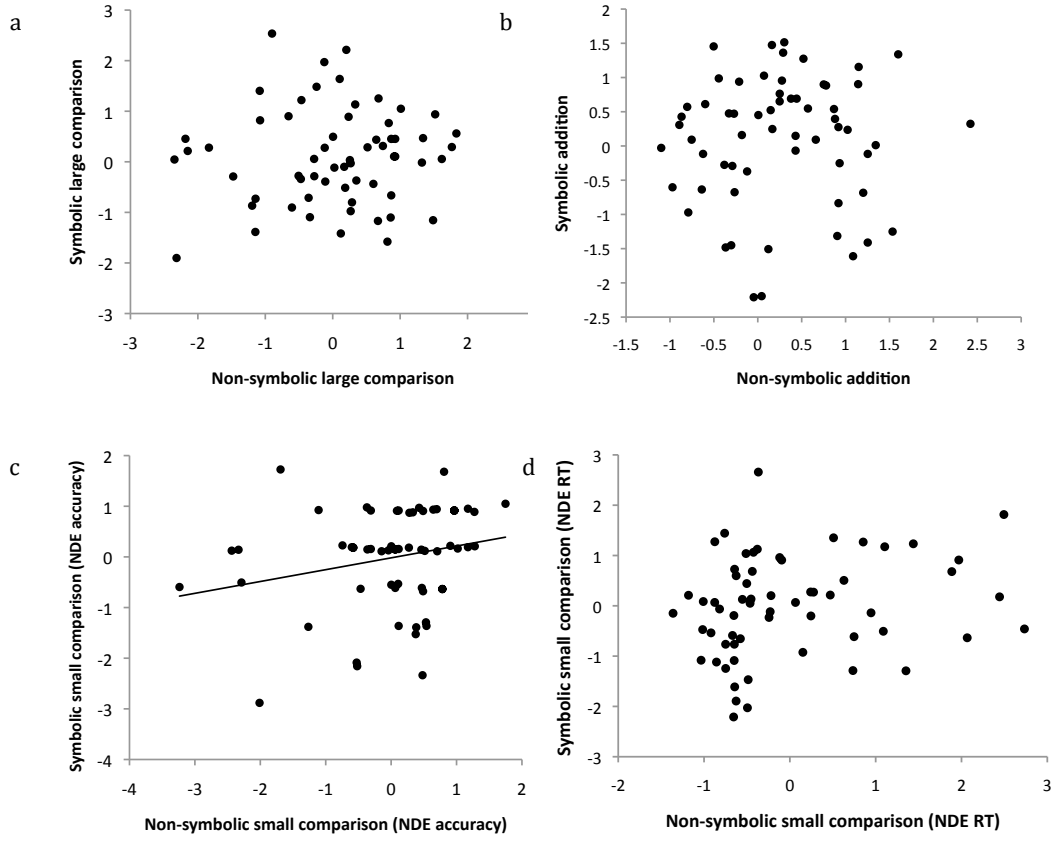 a
Symbolic large comparison
3
2
1
0
-1
-2
-3
-3 -2 -1 0 1 2
Non-symbolic large comparison
b
Symbolic addition
2
1.5
1
0.5
0
-0.5
-1
-1.5
-2
-2.5
-1.5 -1 -0.5 0 0.5 1 1.5 2 2.5 3
Non-symbolic addition
c
Symbolic small comparison (NDE accuracy)
2
1
0
-1
-2
-3
-4
-4 -3 -2 -1 0 1 2
Non-symbolic small comparison (NDE accuracy)
d
Symbolic small comparison (NDE RT)
3
2
1
0
-1
-2
-3
-2 -1 0 1 2 3
Non-symbolic small comparison (NDE RT)